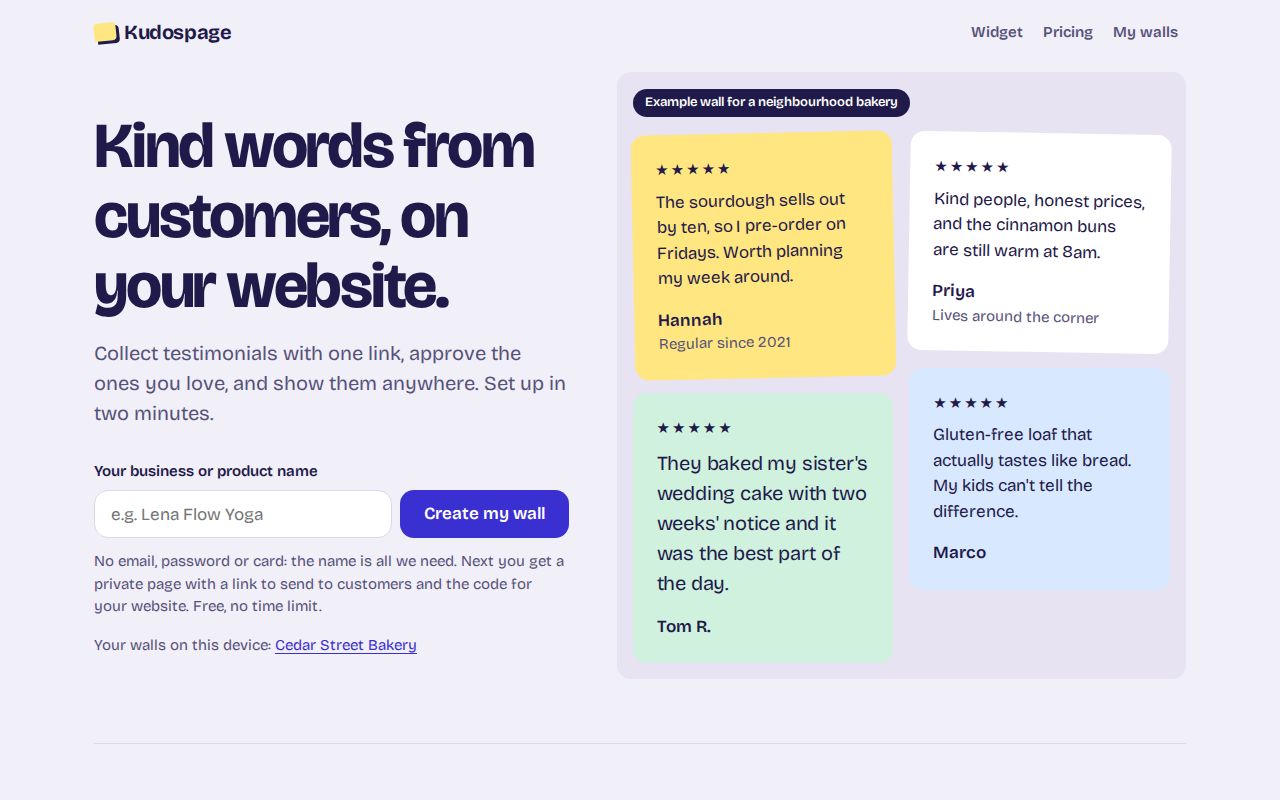 Kudospage
Widget Pricing My walls
Kind words from
customers, on
your website.
Collect testimonials with one link, approve the
ones you love, and show them anywhere. Set up in
two minutes.
Your business or product name
e.g. Lena Flow Yoga
Create my wall
No email, password or card: the name is all we need. Next you get a
private page with a link to send to customers and the code for
your website. Free, no time limit.
Your walls on this device: Cedar Street Bakery
Example wall for a neighbourhood bakery
★★★★★
The sourdough sells out
by ten, so I pre-order on
Fridays. Worth planning
my week around.
Hannah
Regular since 2021
★★★★★
Kind people, honest prices,
and the cinnamon buns
are still warm at 8am.
Priya
Lives around the corner
★★★★★
They baked my sister's
wedding cake with two
weeks' notice and it
was the best part of
the day.
Tom R.
★★★★★
Gluten-free loaf that
actually tastes like bread.
My kids can't tell the
difference.
Marco